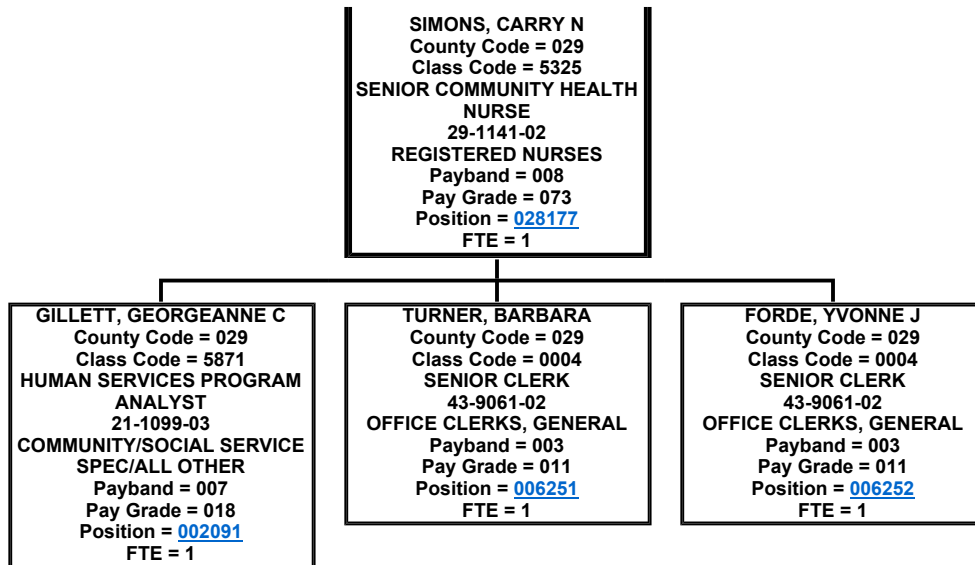 SIMONS, CARRY N
County Code = 029
Class Code = 5325
SENIOR COMMUNITY HEALTH
NURSE
29-1141-02
REGISTERED NURSES
Payband = 008
Pay Grade = 073
Position = 028177
FTE = 1
GILLETT, GEORGEANNE C
County Code = 029
Class Code = 5871
HUMAN SERVICES PROGRAM
ANALYST
21-1099-03
COMMUNITY/SOCIAL SERVICE
SPEC/ALL OTHER
Payband = 007
Pay Grade = 018
Position = 002091
FTE = 1
TURNER, BARBARA
County Code = 029
Class Code = 0004
SENIOR CLERK
43-9061-02
OFFICE CLERKS, GENERAL
Payband = 003
Pay Grade = 011
Position = 006251
FTE = 1
FORDE, YVONNE J
County Code = 029
Class Code = 0004
SENIOR CLERK
43-9061-02
OFFICE CLERKS, GENERAL
Payband = 003
Pay Grade = 011
Position = 006252
FTE = 1